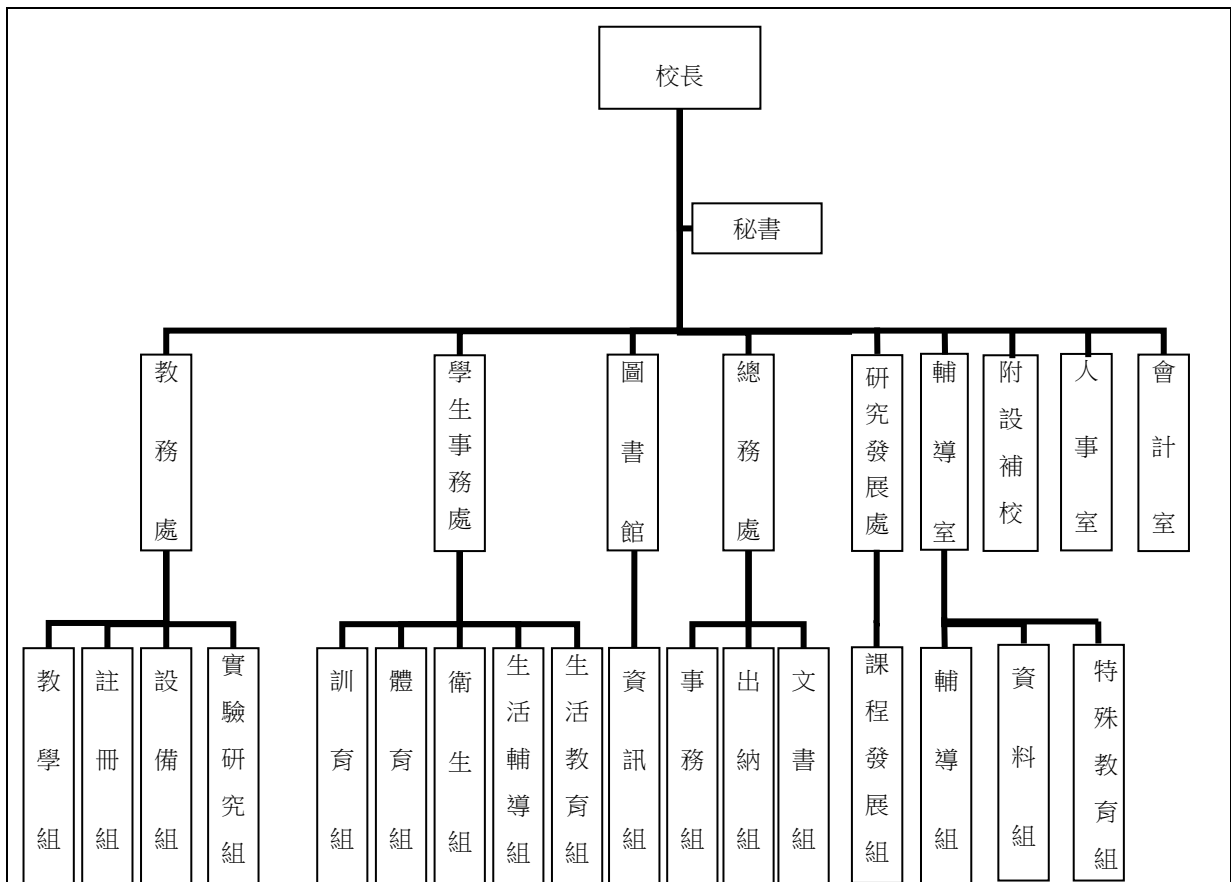 校長
秘書
教務處
學生事務處
圖書館
總務處
研究發展處
輔導室
附設補校
人事室
會計室
教學組
註冊組
設備組
實驗研究組
訓育組
體育組
衛生組
生活輔導組
生活教育組
資訊組
事務組
出納組
文書組
課程發展組
輔導組
資料組
特殊教育組